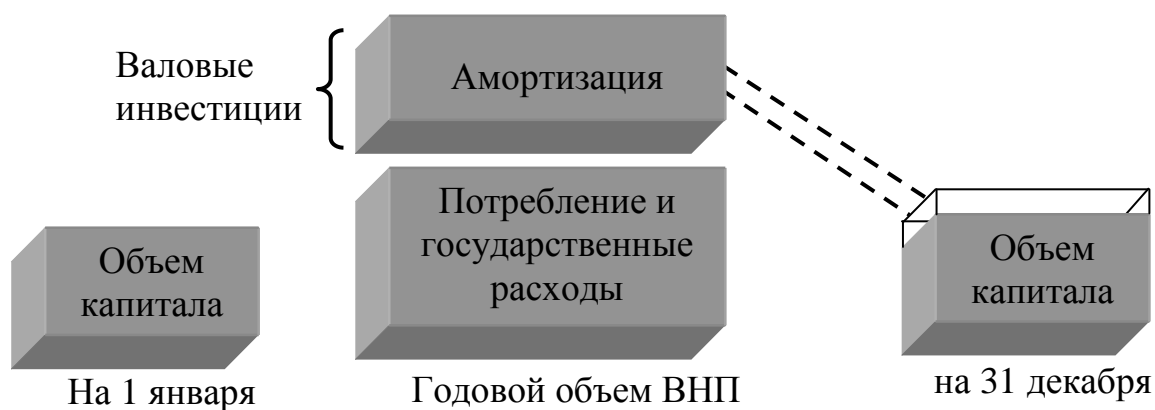 Валовые
инвестиции
Амортизация
Потребление и
государственные
расходы
Объем
капитала
Объем
капитала
На 1 января
Годовой объем ВНП
на 31 декабря